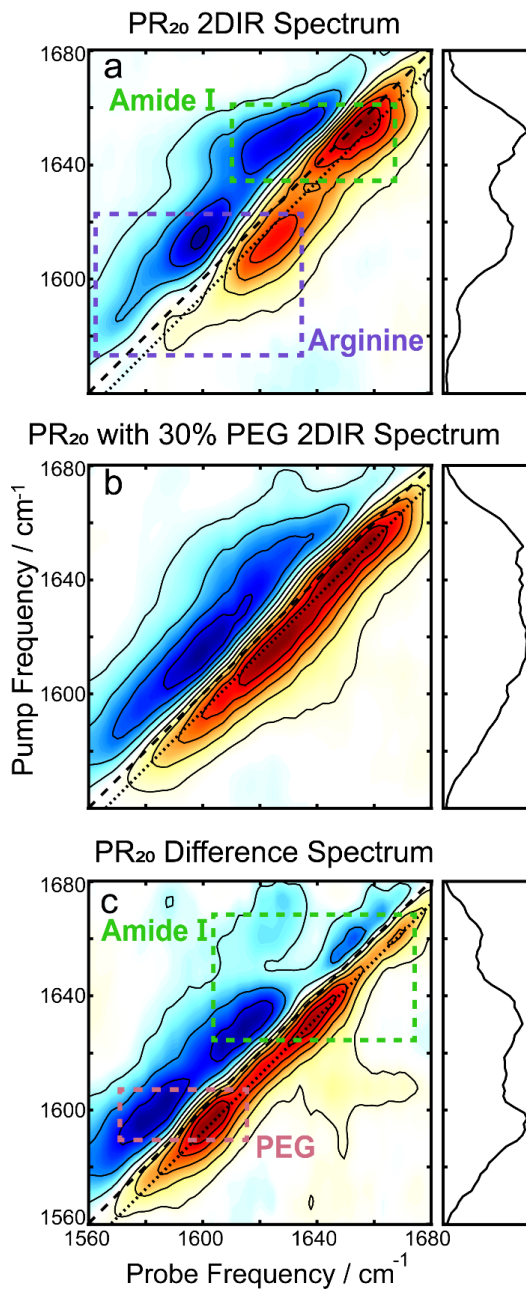 PR₂₀ 2DIR Spectrum
1680
a
Amide I
1640
1600
Arginine
PR₂₀ with 30% PEG 2DIR Spectrum
1680
b
1640
1600
Pump Frequency / cm⁻¹
PR₂₀ Difference Spectrum
1680
c
Amide I
1640
1600
PEG
1560
1560 1600 1640 1680
Probe Frequency / cm⁻¹